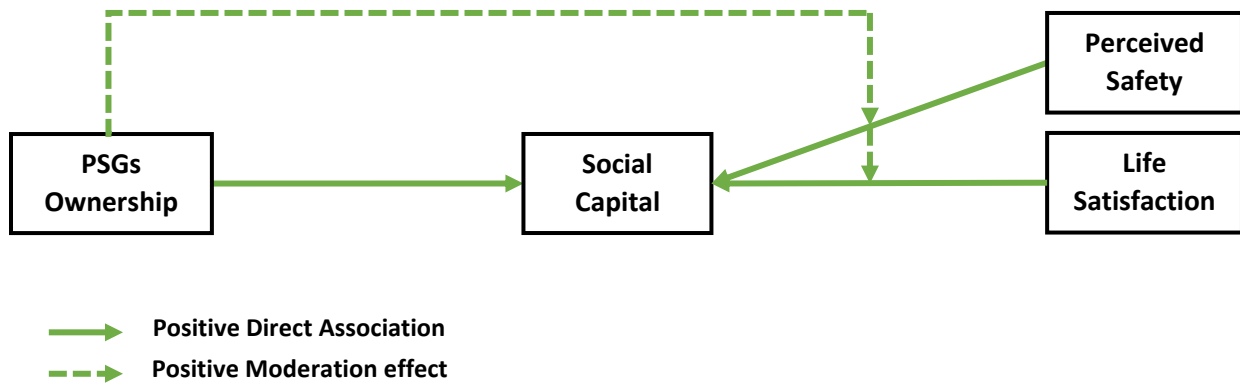 PSGs
Ownership
Social
Capital
Perceived
Safety
Life
Satisfaction
Positive Direct Association
Positive Moderation effect